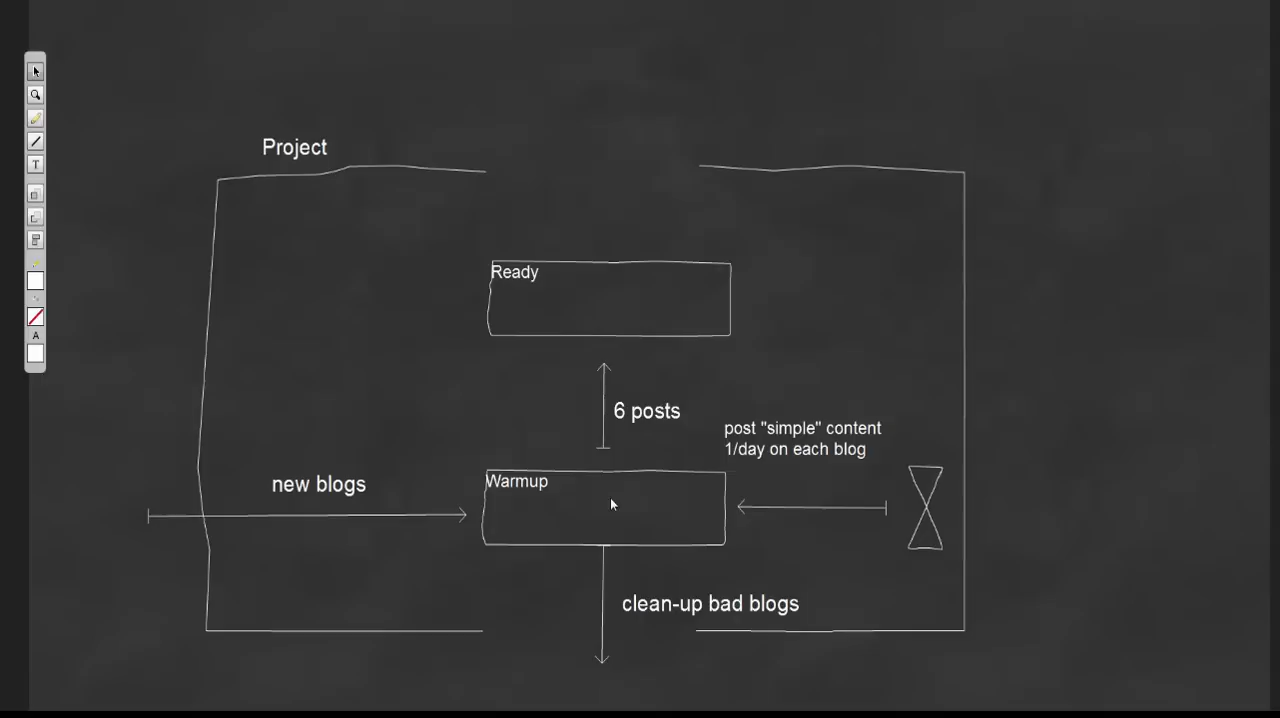 Project
Ready
6 posts
post "simple" content
1/day on each blog
Warmup
new blogs
clean-up bad blogs
T
A